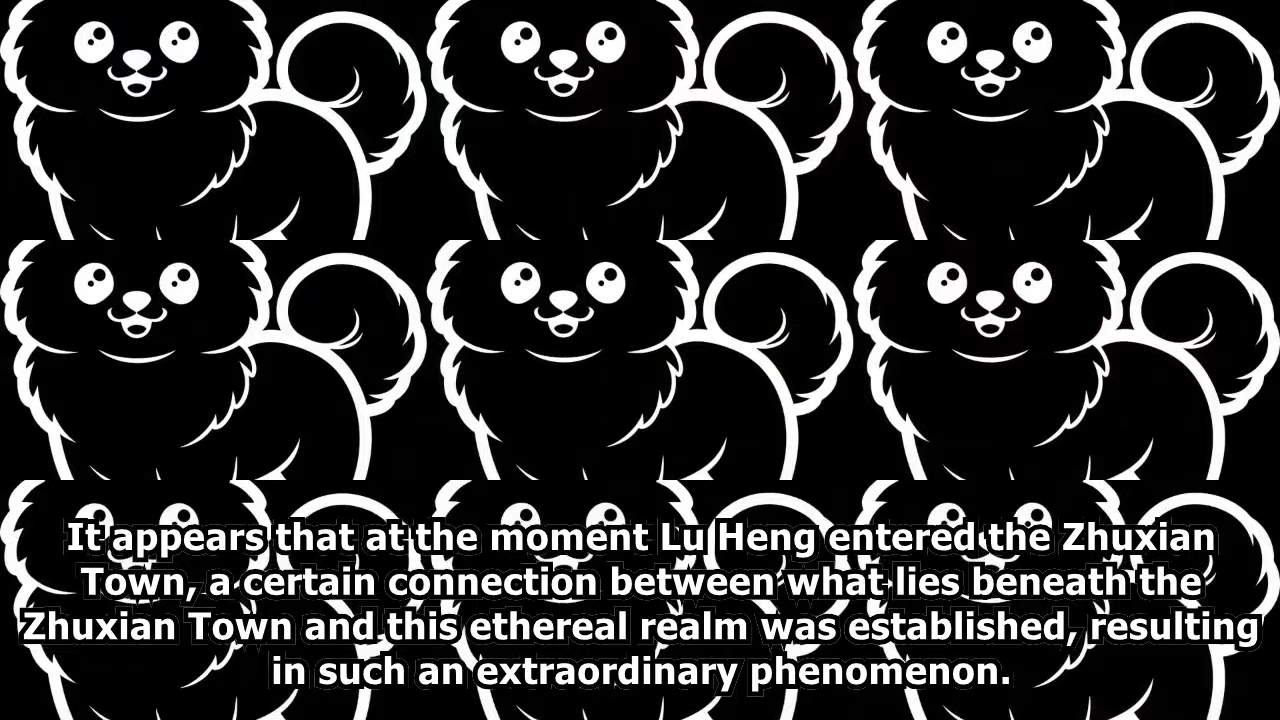 It appears that at the moment Lu Heng entered the Zhuxian
Town, a certain connection between what lies beneath the
Zhuxian Town and this ethereal realm was established, resulting
in such an extraordinary phenomenon.